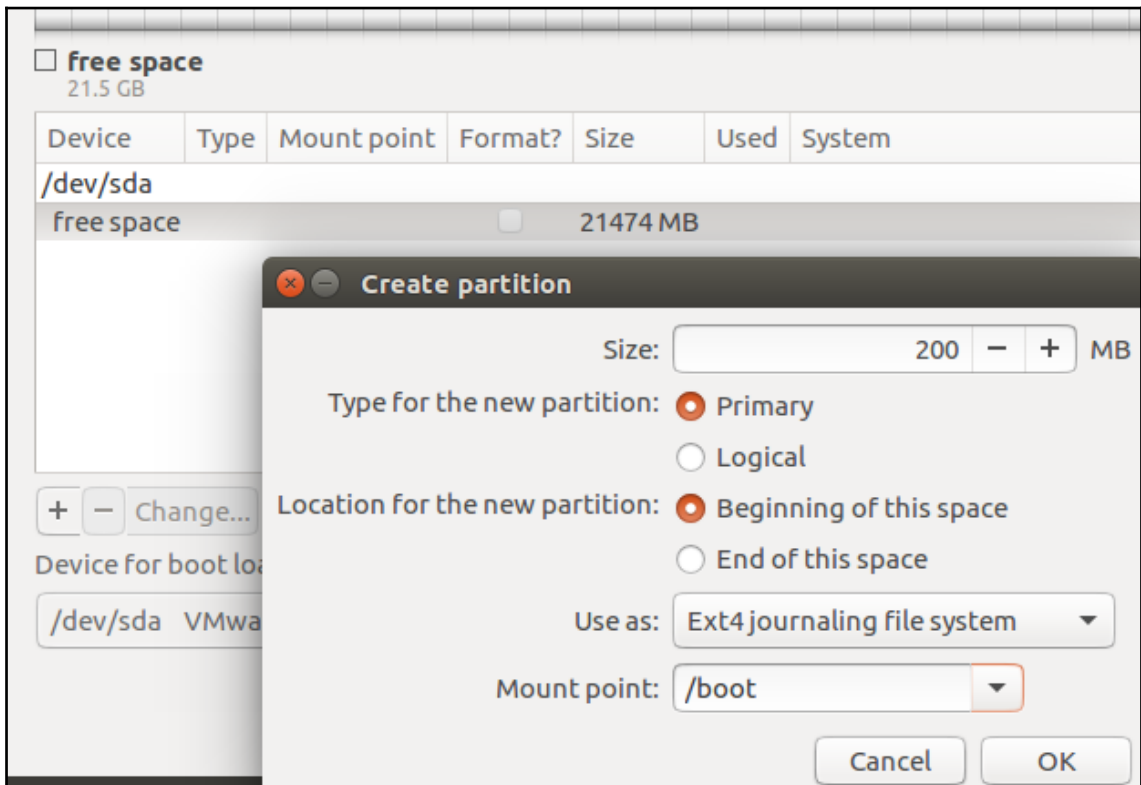 free space
21.5 GB
Device Type Mount point Format? Size Used System
/dev/sda
free space 21474 MB
Create partition
Size: 200 − + MB
Type for the new partition: Primary
Logical
+ − Change... Location for the new partition: Beginning of this space
End of this space
Device for boot
/dev/sda Use as: Ext4 journaling file system
Mount point: /boot
Cancel OK